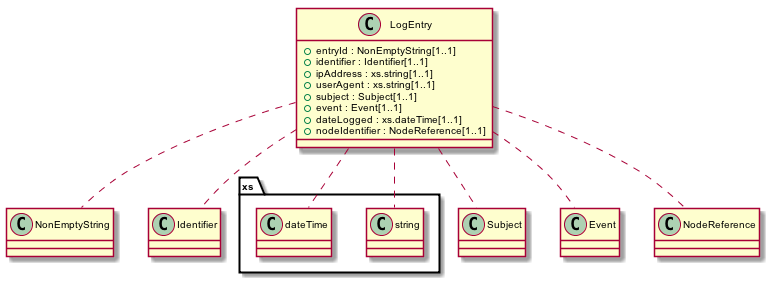 C LogEntry
entryId : NonEmptyString[1..1]
identifier : Identifier[1..1]
ipAddress : xs.string[1..1]
userAgent : xs.string[1..1]
subject : Subject[1..1]
event : Event[1..1]
dateLogged : xs.dateTime[1..1]
nodeIdentifier : NodeReference[1..1]
xs
C NonEmptyString
C Identifier
C dateTime
C string
C Subject
C Event
C NodeReference